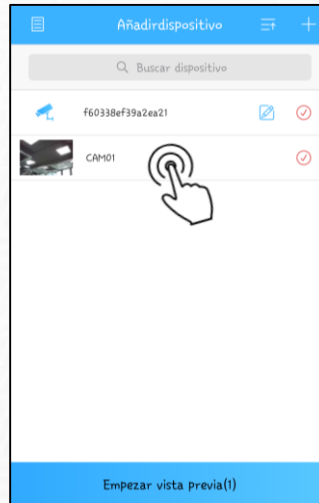 Añadirdispositivo
Buscar dispositivo
f60338ef39a2ea21
CAM01
Empezar vista previa(1)